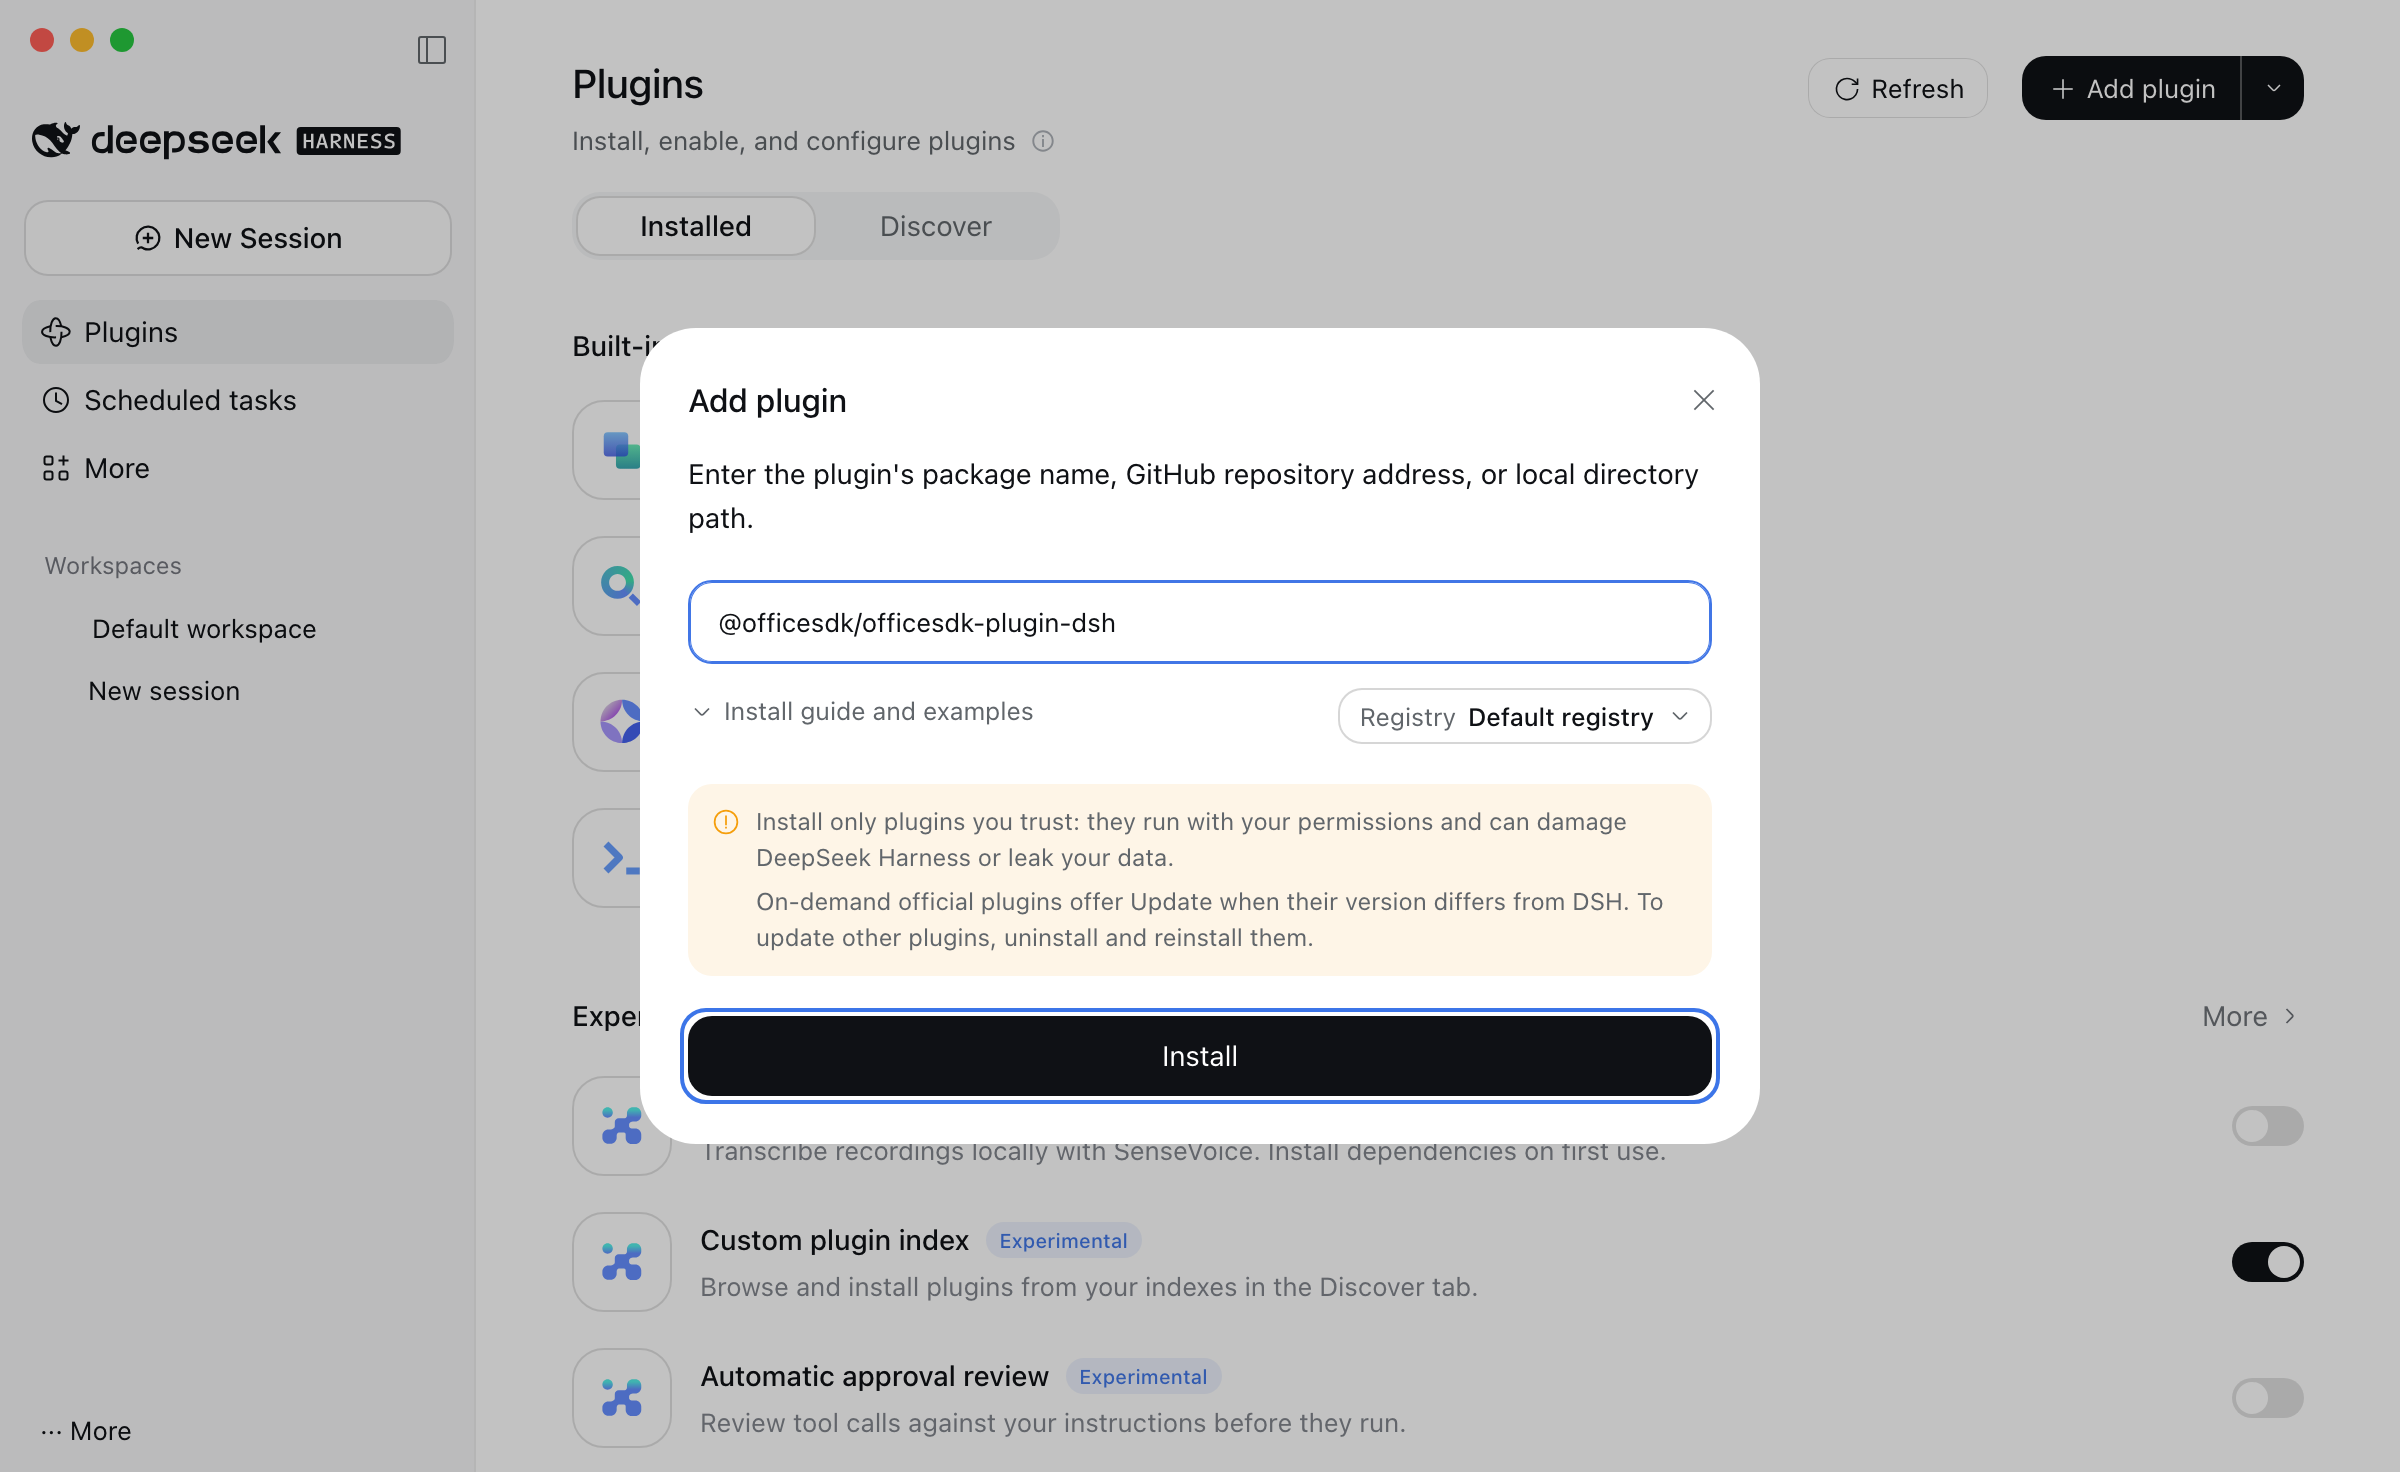 deepseek HARNESS
New Session
Plugins
Scheduled tasks
More
Workspaces
Default workspace
New session
··· More
Plugins
Install, enable, and configure plugins
Refresh
+ Add plugin
Installed
Discover
Built-i
Add plugin
Enter the plugin's package name, GitHub repository address, or local directory
path.
@officesdk/officesdk-plugin-dsh
Install guide and examples
Registry Default registry
Install only plugins you trust: they run with your permissions and can damage
DeepSeek Harness or leak your data.
On-demand official plugins offer Update when their version differs from DSH. To
update other plugins, uninstall and reinstall them.
Install
Exper
More
Transcribe recordings locally with SenseVoice. Install dependencies on first use.
Custom plugin index Experimental
Browse and install plugins from your indexes in the Discover tab.
Automatic approval review Experimental
Review tool calls against your instructions before they run.